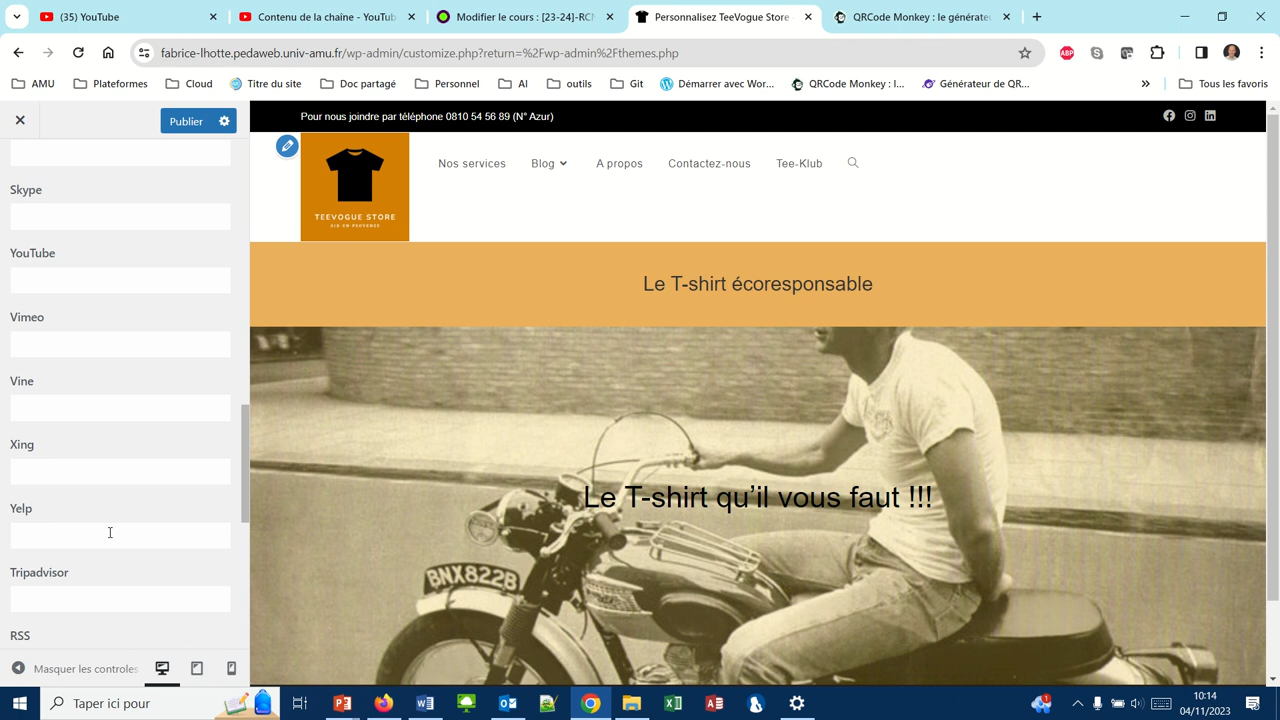 (35) YouTube
Contenu de la chaîne - YouTub
Modifier le cours : [23-24]-RCN
Personnalisez TeeVogue Store -
QRCode Monkey : le générateu
fabrice-lhotte.pedaweb.univ-amu.fr/wp-admin/customize.php?return=%2Fwp-admin%2Fthemes.php
AMU
Plateformes
Cloud
Titre du site
Doc partagé
Personnel
AI
outils
Git
Démarrer avec Wor...
QRCode Monkey : l...
Générateur de QR...
Tous les favoris
Publier
Skype
YouTube
Vimeo
Vine
Xing
Yelp
Tripadvisor
RSS
Masquer les controles
Pour nous joindre par téléphone 0810 54 56 89 (N° Azur)
TEEVOGUE STORE
AIX EN PROVENCE
Nos services
Blog
A propos
Contactez-nous
Tee-Klub
Le T-shirt écoresponsable
Le T-shirt qu'il vous faut !!!
BNX822B
Taper ici pour
10:14
04/11/2023